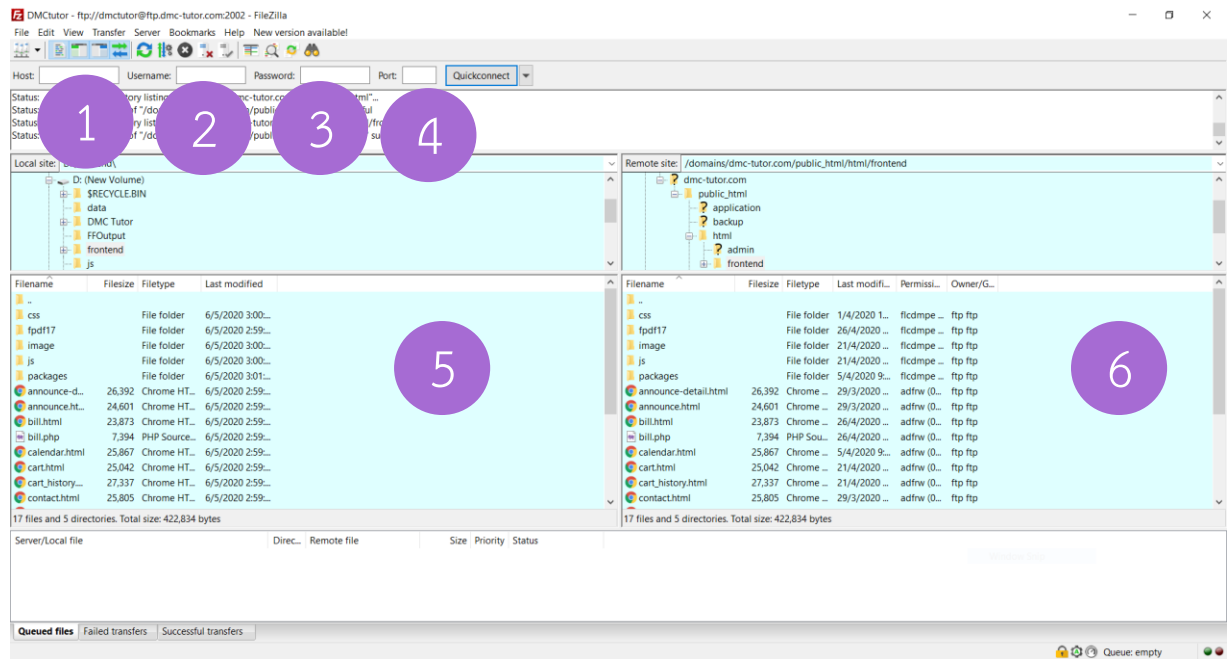 DMCtutor - ftp://dmctutor@ftp.dmc-tutor.com:2002 - FileZilla
File Edit View Transfer Server Bookmarks Help New version available!
Host: Username: Password: Port: Quickconnect
Status: listing
Status: of
Status:
Status: of
1
2
3
4
Local site:
Remote site: /domains/dmc-tutor.com/public_html/html/frontend
D: (New Volume)
$RECYCLE.BIN
data
DMC Tutor
FFOutput
frontend
js
dmc-tutor.com
public_html
application
backup
html
admin
frontend
Filename Filesize Filetype Last modified
..
css File folder 6/5/2020 3:00:...
fpdf17 File folder 6/5/2020 2:59:...
image File folder 6/5/2020 3:00:...
js File folder 6/5/2020 3:00:...
packages File folder 6/5/2020 3:01:...
announce-d... 26,392 Chrome HT... 6/5/2020 2:59:...
announce.ht... 24,601 Chrome HT... 6/5/2020 2:59:...
bill.html 23,873 Chrome HT... 6/5/2020 2:59:...
bill.php 7,394 PHP Source... 6/5/2020 2:59:...
calendar.html 25,867 Chrome HT... 6/5/2020 2:59:...
cart.html 25,042 Chrome HT... 6/5/2020 2:59:...
cart_history.... 27,337 Chrome HT... 6/5/2020 2:59:...
contact.html 25,805 Chrome HT... 6/5/2020 2:59:...
5
17 files and 5 directories. Total size: 422,834 bytes
Filename Filesize Filetype Last modifi... Permissi... Owner/G...
..
css File folder 1/4/2020 1... flcdmpe ... ftp ftp
fpdf17 File folder 26/4/2020 ... flcdmpe ... ftp ftp
image File folder 21/4/2020 ... flcdmpe ... ftp ftp
js File folder 21/4/2020 ... flcdmpe ... ftp ftp
packages File folder 5/4/2020 9:... flcdmpe ... ftp ftp
announce-detail.html 26,392 Chrome ... 29/3/2020 ... adfrw (0... ftp ftp
announce.html 24,601 Chrome ... 29/3/2020 ... adfrw (0... ftp ftp
bill.html 23,873 Chrome ... 26/4/2020 ... adfrw (0... ftp ftp
bill.php 7,394 PHP Sou... 26/4/2020 ... adfrw (0... ftp ftp
calendar.html 25,867 Chrome ... 5/4/2020 9:... adfrw (0... ftp ftp
cart.html 25,042 Chrome ... 21/4/2020 ... adfrw (0... ftp ftp
cart_history.html 27,337 Chrome ... 21/4/2020 ... adfrw (0... ftp ftp
contact.html 25,805 Chrome ... 29/3/2020 ... adfrw (0... ftp ftp
6
17 files and 5 directories. Total size: 422,834 bytes
Server/Local file Direc... Remote file Size Priority Status
Queued files Failed transfers Successful transfers
Queue: empty